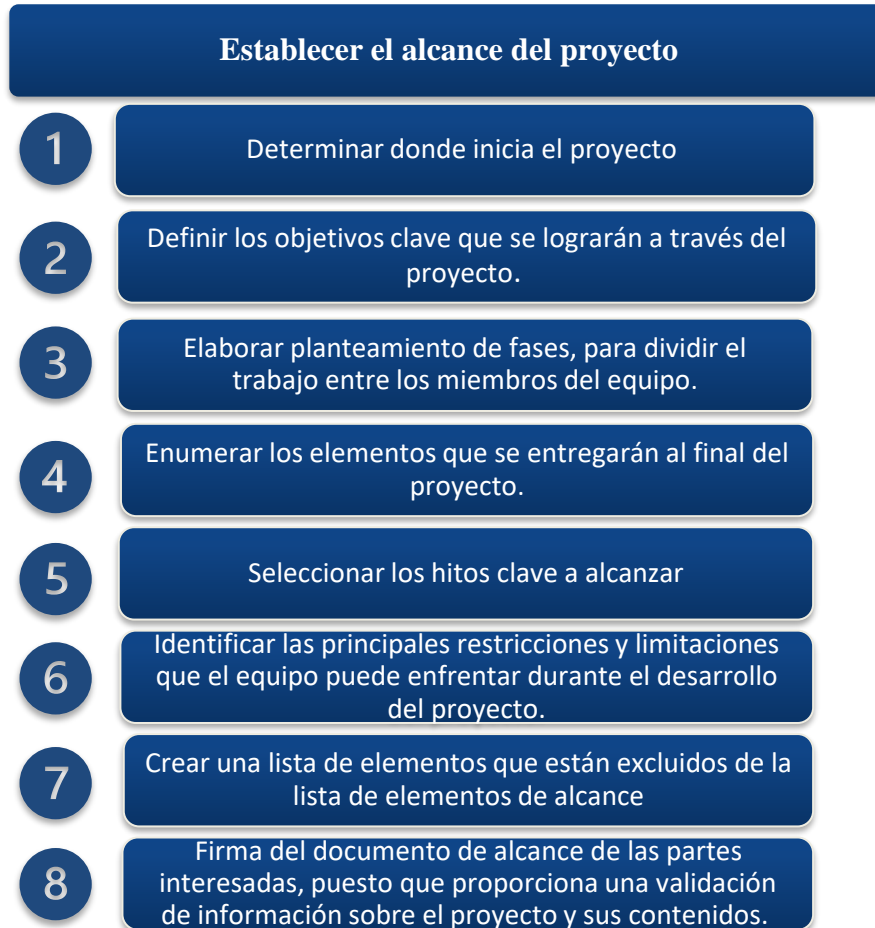 Establecer el alcance del proyecto
1
Determinar donde inicia el proyecto
2
Definir los objetivos clave que se lograrán a través del
proyecto.
3
Elaborar planteamiento de fases, para dividir el
trabajo entre los miembros del equipo.
4
Enumerar los elementos que se entregarán al final del
proyecto.
5
Seleccionar los hitos clave a alcanzar
6
Identificar las principales restricciones y limitaciones
que el equipo puede enfrentar durante el desarrollo
del proyecto.
7
Crear una lista de elementos que están excluidos de la
lista de elementos de alcance
8
Firma del documento de alcance de las partes
interesadas, puesto que proporciona una validación
de información sobre el proyecto y sus contenidos.